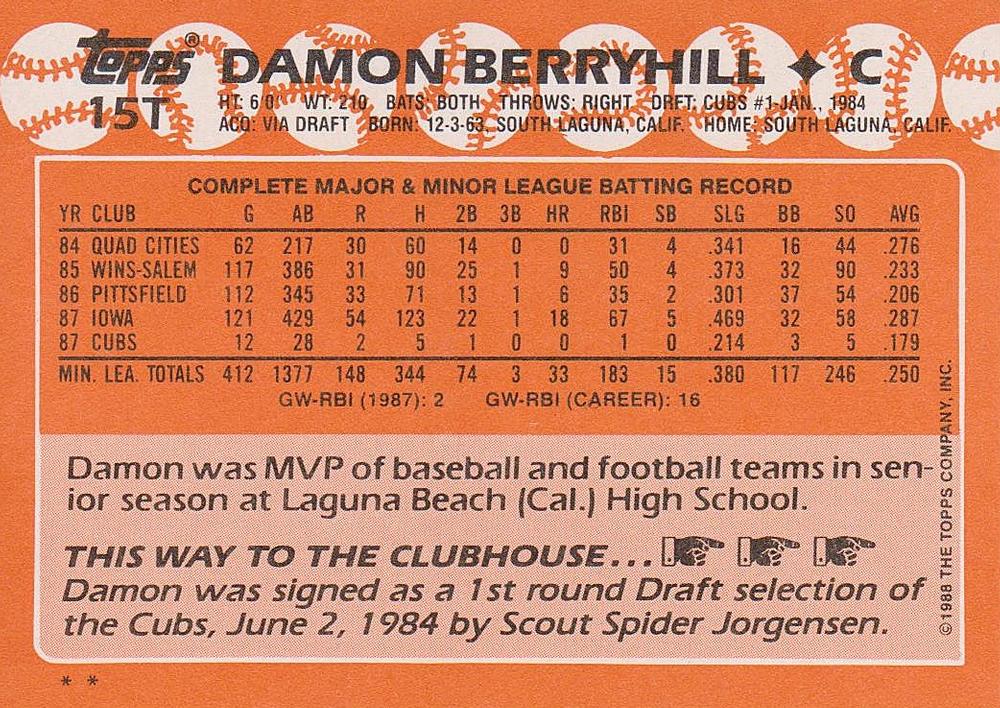 Topps® DAMON BERRYHILL ✦ C
15T
HT: 6'0" WT: 210 BATS: BOTH THROWS: RIGHT DRFT: CUBS #1-JAN., 1984
ACQ: VIA DRAFT BORN: 12-3-63, SOUTH LAGUNA, CALIF. HOME: SOUTH LAGUNA, CALIF.
COMPLETE MAJOR & MINOR LEAGUE BATTING RECORD
YR CLUB G AB R H 2B 3B HR RBI SB SLG BB SO AVG
84 QUAD CITIES 62 217 30 60 14 0 0 31 4 .341 16 44 .276
85 WINS-SALEM 117 386 31 90 25 1 9 50 4 .373 32 90 .233
86 PITTSFIELD 112 345 33 71 13 1 6 35 2 .301 37 54 .206
87 IOWA 121 429 54 123 22 1 18 67 5 .469 32 58 .287
87 CUBS 12 28 2 5 1 0 0 1 0 .214 3 5 .179
MIN. LEA. TOTALS 412 1377 148 344 74 3 33 183 15 .380 117 246 .250
GW-RBI (1987): 2 GW-RBI (CAREER): 16
Damon was MVP of baseball and football teams in sen-
ior season at Laguna Beach (Cal.) High School.
THIS WAY TO THE CLUBHOUSE...
Damon was signed as a 1st round Draft selection of
the Cubs, June 2, 1984 by Scout Spider Jorgensen.
©1988 THE TOPPS COMPANY, INC.
* *